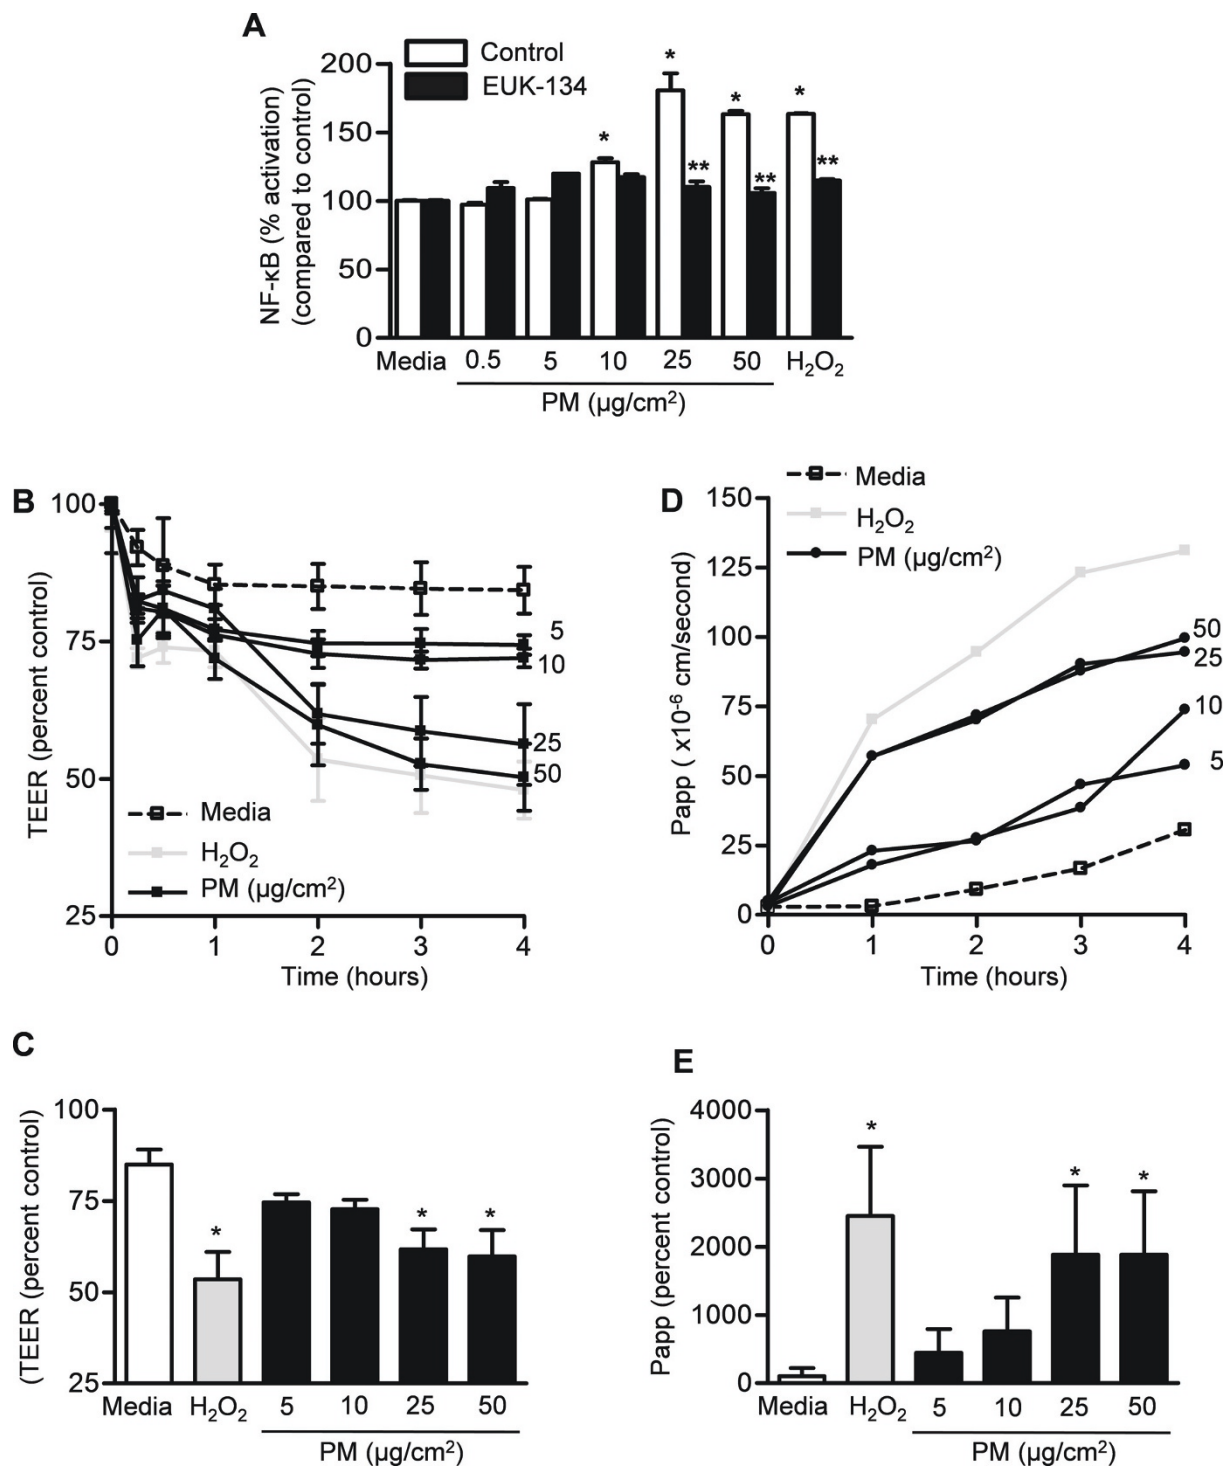 A
Control
EUK-134
NF-κB (% activation)
(compared to control)
200
150
100
50
0
*
*
*
*
**
**
**
Media 0.5 5 10 25 50 H₂O₂
PM (µg/cm²)
B
TEER (percent control)
100
75
50
25
5
10
25
50
Media
H₂O₂
PM (µg/cm²)
0 1 2 3 4
Time (hours)
D
Media
H₂O₂
PM (µg/cm²)
Papp ( x10⁻⁶ cm/second)
150
125
100
75
50
25
0
50
25
10
5
0 1 2 3 4
Time (hours)
C
(TEER (percent control)
100
75
50
25
*
*
*
Media H₂O₂ 5 10 25 50
PM (µg/cm²)
E
Papp (percent control)
4000
3000
2000
1000
0
*
*
*
Media H₂O₂ 5 10 25 50
PM (µg/cm²)